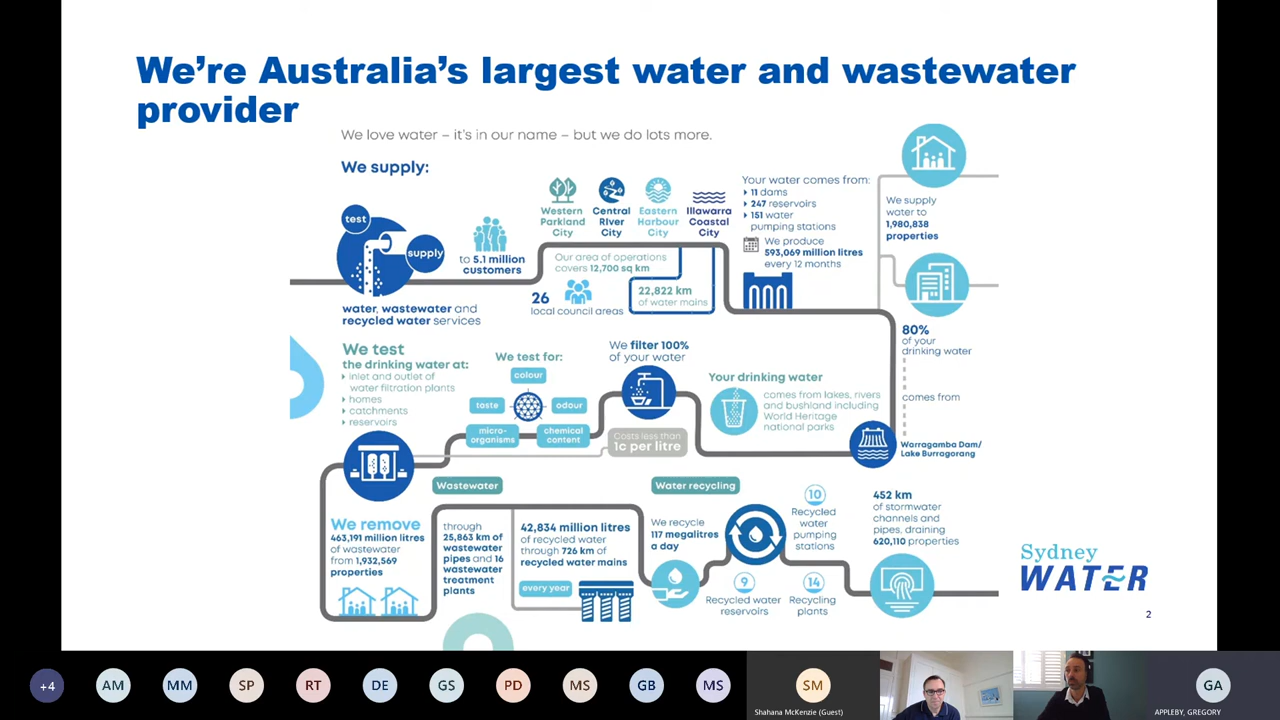 We're Australia's largest water and wastewater
provider
We love water – it's in our name – but we do lots more.
We supply:
test
supply
water, wastewater and
recycled water services
to 5.1 million
customers
Western
Parkland
City
Central
River
City
Eastern
Harbour
City
Illawarra
Coastal
City
Our area of operations
covers 12,700 sq km
26
local council areas
22,822 km
of water mains
Your water comes from:
11 dams
247 reservoirs
151 water
pumping stations
We produce
593,069 million litres
every 12 months
We supply
water to
1,980,838
properties
80%
of your
drinking water
comes from
Warragamba Dam/
Lake Burragorang
We test
the drinking water at:
inlet and outlet of
water filtration plants
homes
catchments
reservoirs
We test for:
colour
taste
odour
micro-
organisms
chemical
content
We filter 100%
of your water
Costs less than
1c per litre
Your drinking water
comes from lakes, rivers
and bushland including
World Heritage
national parks
Wastewater
We remove
463,191 million litres
of wastewater
from 1,932,569
properties
through
25,863 km of
wastewater
pipes and 16
wastewater
treatment
plants
42,834 million litres
of recycled water
through 726 km of
recycled water mains
every year
Water recycling
We recycle
117 megalitres
a day
10
Recycled
water
pumping
stations
9
Recycled water
reservoirs
14
Recycling
plants
452 km
of stormwater
channels and
pipes, draining
620,110 properties
Sydney
WATER
2
+4
AM
MM
SP
RT
DE
GS
PD
MS
GB
MS
SM
Shahana McKenzie (Guest)
GA
APPLEBY, GREGORY